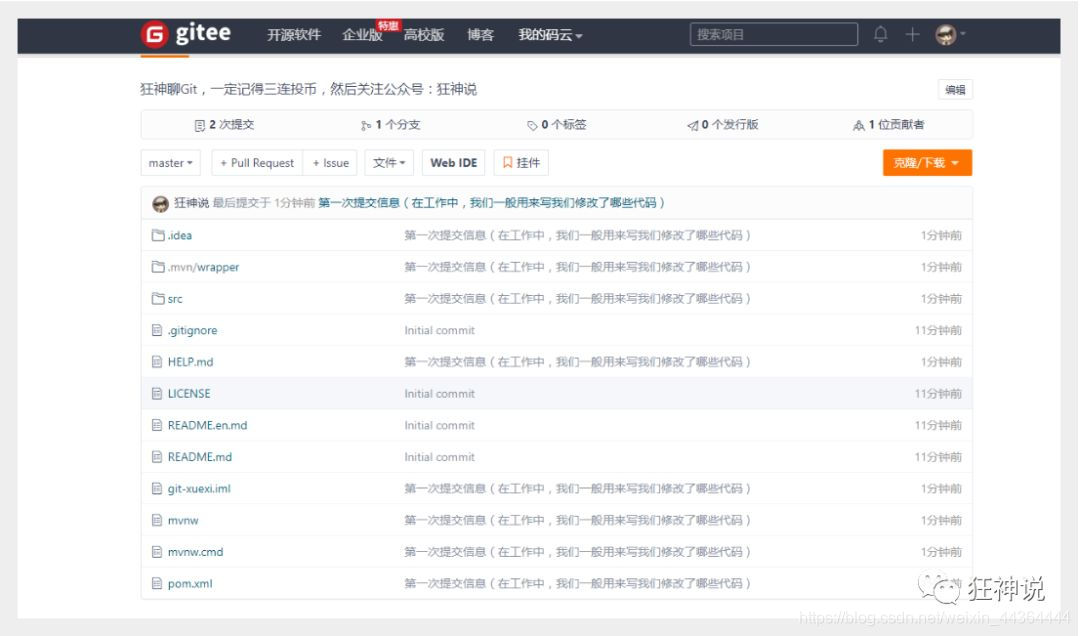 gitee 开源软件 企业版 特惠 高校版 博客 我的码云 搜索项目
狂神聊Git，一定记得三连投币，然后关注公众号：狂神说 编辑
2 次提交 1 个分支 0 个标签 0 个发行版 1 位贡献者
master + Pull Request + Issue 文件 Web IDE 挂件 克隆/下载
狂神说 最后提交于 1分钟前 第一次提交信息（在工作中，我们一般用来写我们修改了哪些代码）
.idea 第一次提交信息（在工作中，我们一般用来写我们修改了哪些代码） 1分钟前
.mvn/wrapper 第一次提交信息（在工作中，我们一般用来写我们修改了哪些代码） 1分钟前
src 第一次提交信息（在工作中，我们一般用来写我们修改了哪些代码） 1分钟前
.gitignore Initial commit 11分钟前
HELP.md 第一次提交信息（在工作中，我们一般用来写我们修改了哪些代码） 1分钟前
LICENSE Initial commit 11分钟前
README.en.md Initial commit 11分钟前
README.md Initial commit 11分钟前
git-xuexi.iml 第一次提交信息（在工作中，我们一般用来写我们修改了哪些代码） 1分钟前
mvnw 第一次提交信息（在工作中，我们一般用来写我们修改了哪些代码） 1分钟前
mvnw.cmd 第一次提交信息（在工作中，我们一般用来写我们修改了哪些代码） 1分钟前
pom.xml 第一次提交信息（在工作中，我们一般用来写我们修改了哪些代码） 前
狂神说
https://blog.csdn.net/weixin_44364444